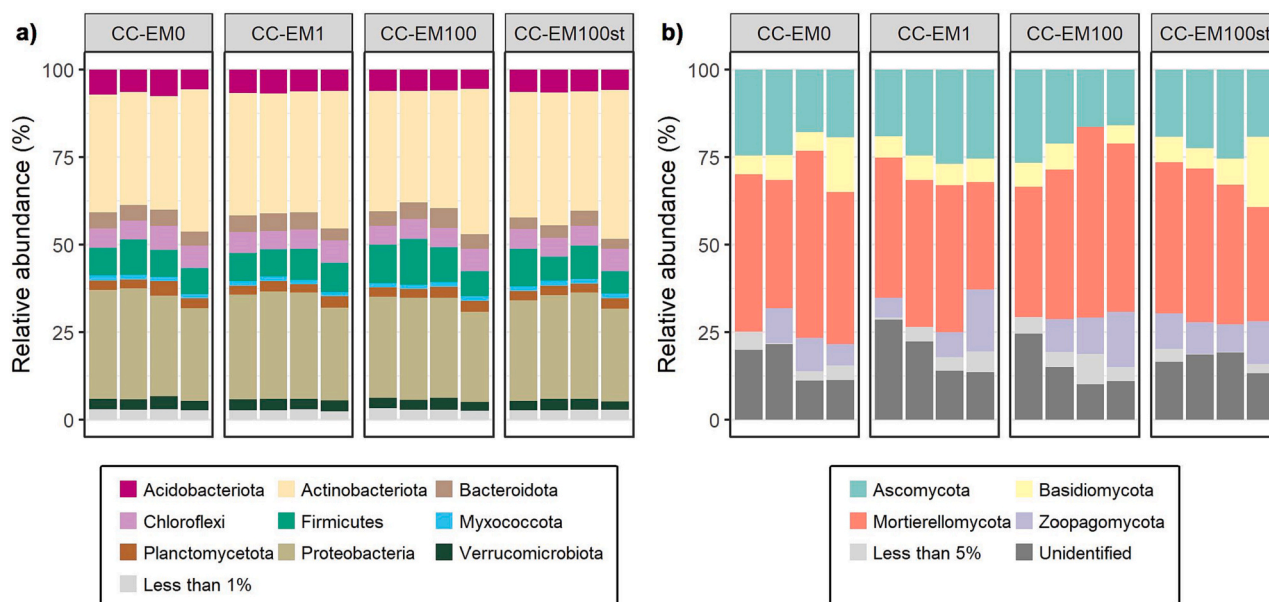 a)
CC-EM0 CC-EM1 CC-EM100 CC-EM100st
Relative abundance (%)
100
75
50
25
0
Acidobacteriota Actinobacteriota Bacteroidota
Chloroflexi Firmicutes Myxococcota
Planctomycetota Proteobacteria Verrucomicrobiota
Less than 1%
b)
CC-EM0 CC-EM1 CC-EM100 CC-EM100st
Relative abundance (%)
100
75
50
25
0
Ascomycota Basidiomycota
Mortierellomycota Zoopagomycota
Less than 5% Unidentified